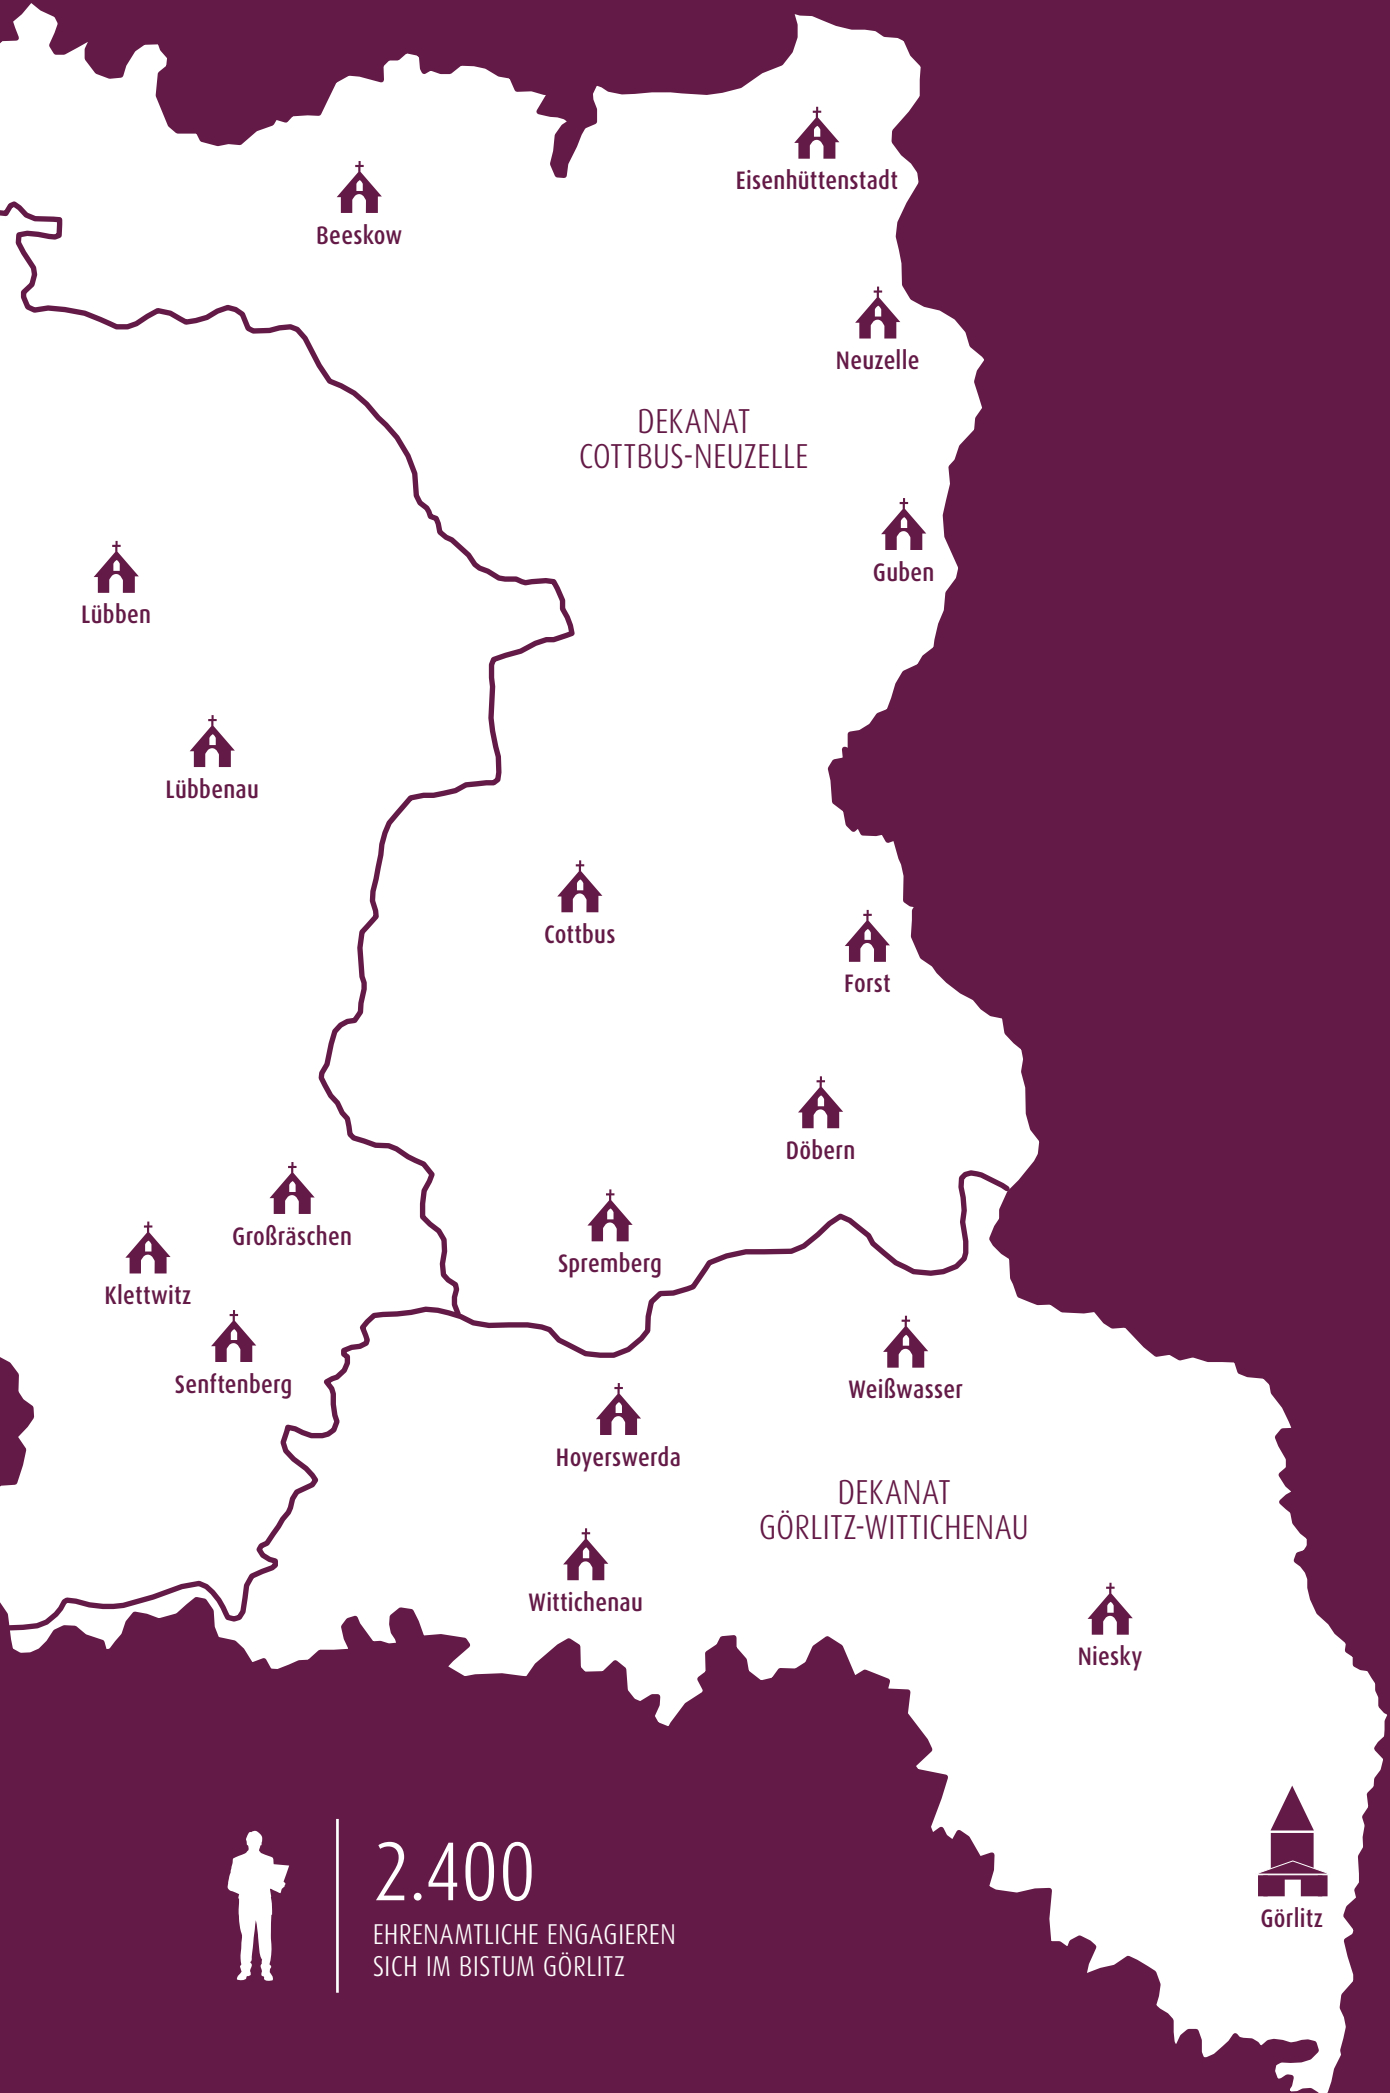 Eisenhüttenstadt
Beeskow
Neuzelle
DEKANAT
COTTBUS-NEUZELLE
Guben
Lübben
Lübbenau
Cottbus
Forst
Döbern
Großräschen
Spremberg
Klettwitz
Senftenberg
Weißwasser
Hoyerswerda
DEKANAT
GÖRLITZ-WITTICHENAU
Wittichenau
Niesky
Görlitz
2.400
EHRENAMTLICHE ENGAGIEREN
SICH IM BISTUM GÖRLITZ